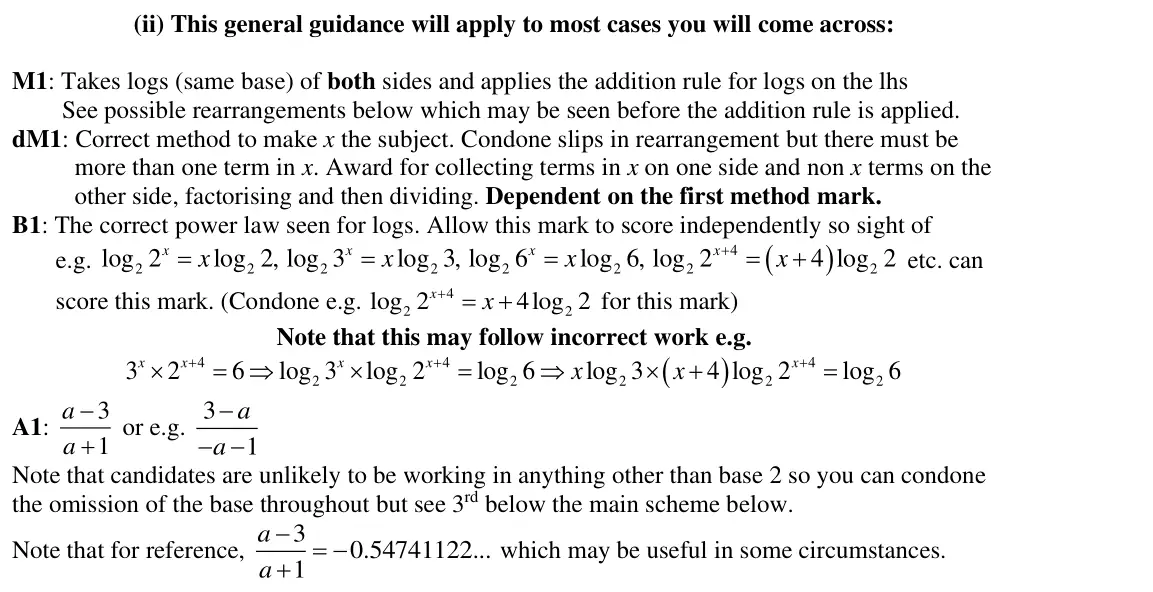 (ii) This general guidance will apply to most cases you will come across:
M1: Takes logs (same base) of both sides and applies the addition rule for logs on the lhs
See possible rearrangements below which may be seen before the addition rule is applied.
dM1: Correct method to make x the subject. Condone slips in rearrangement but there must be
more than one term in x. Award for collecting terms in x on one side and non x terms on the
other side, factorising and then dividing. Dependent on the first method mark.
B1: The correct power law seen for logs. Allow this mark to score independently so sight of
e.g. log₂ 2ˣ = x log₂ 2, log₂ 3ˣ = x log₂ 3, log₂ 6ˣ = x log₂ 6, log₂ 2ˣ⁺⁴ = (x+4)log₂ 2 etc. can
score this mark. (Condone e.g. log₂ 2ˣ⁺⁴ = x+4log₂ 2 for this mark)
Note that this may follow incorrect work e.g.
3ˣ × 2ˣ⁺⁴ = 6 ⇒ log₂ 3ˣ × log₂ 2ˣ⁺⁴ = log₂ 6 ⇒ x log₂ 3×(x+4)log₂ 2ˣ⁺⁴ = log₂ 6
A1: (a−3)/(a+1) or e.g. (3−a)/(−a−1)
Note that candidates are unlikely to be working in anything other than base 2 so you can condone
the omission of the base throughout but see 3rd below the main scheme below.
Note that for reference, (a−3)/(a+1) = −0.54741122... which may be useful in some circumstances.